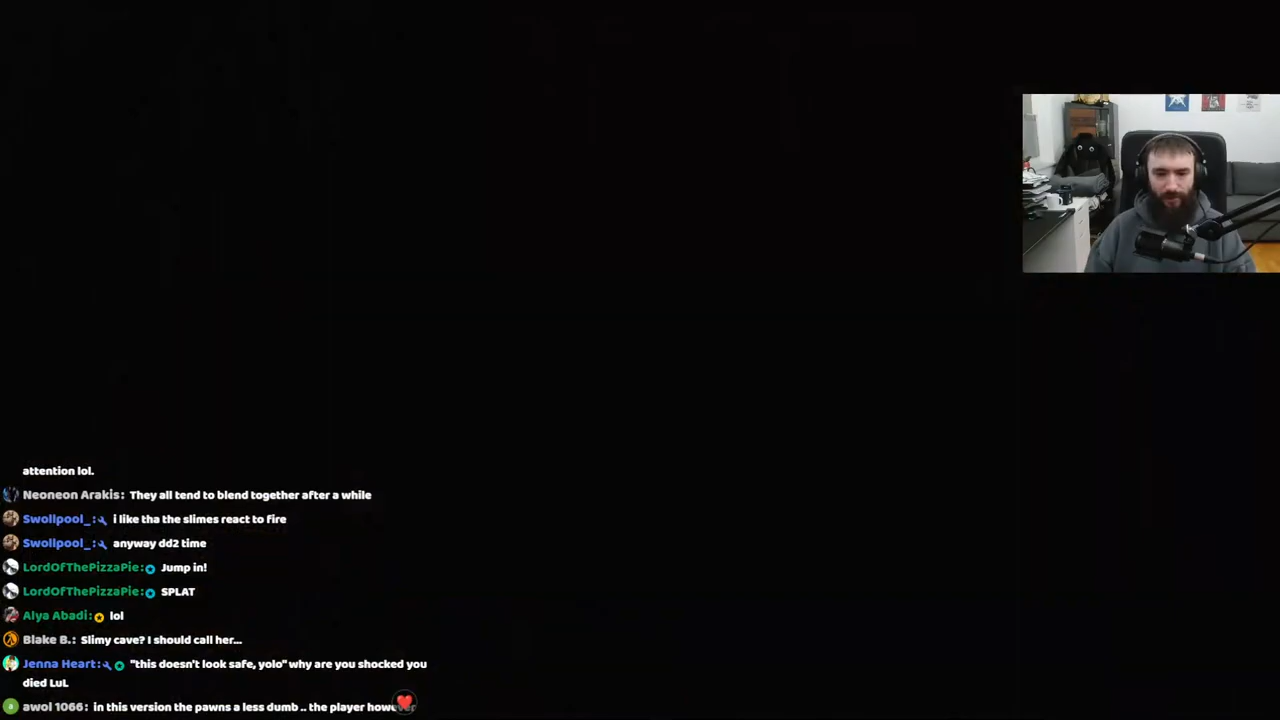 attention lol.
Neoneon Arakis: They all tend to blend together after a while
Swollpool_: i like tha the slimes react to fire
Swollpool_: anyway dd2 time
LordOfThePizzaPie: Jump in!
LordOfThePizzaPie: SPLAT
Alya Abadi: lol
Blake B.: Slimy cave? I should call her...
Jenna Heart: "this doesn't look safe, yolo" why are you shocked you
died LuL
a awol 1066: in this version the pawns a less dumb .. the player however